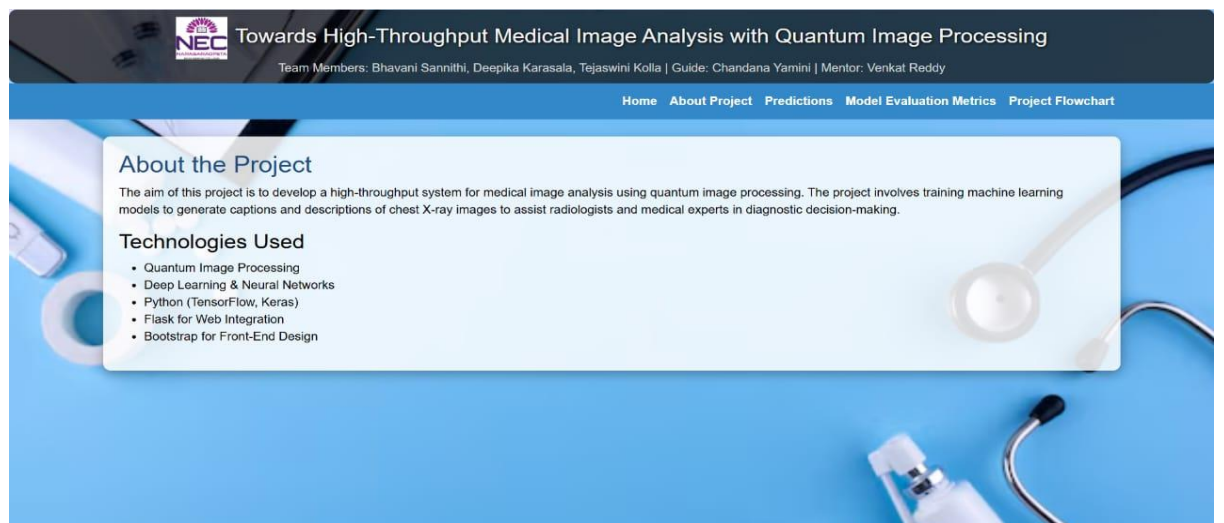 NEC
Towards High-Throughput Medical Image Analysis with Quantum Image Processing
Team Members: Bhavani Sannithi, Deepika Karasala, Tejaswini Kolla | Guide: Chandana Yamini | Mentor: Venkat Reddy
Home About Project Predictions Model Evaluation Metrics Project Flowchart
About the Project
The aim of this project is to develop a high-throughput system for medical image analysis using quantum image processing. The project involves training machine learning
models to generate captions and descriptions of chest X-ray images to assist radiologists and medical experts in diagnostic decision-making.
Technologies Used
• Quantum Image Processing
• Deep Learning & Neural Networks
• Python (TensorFlow, Keras)
• Flask for Web Integration
• Bootstrap for Front-End Design